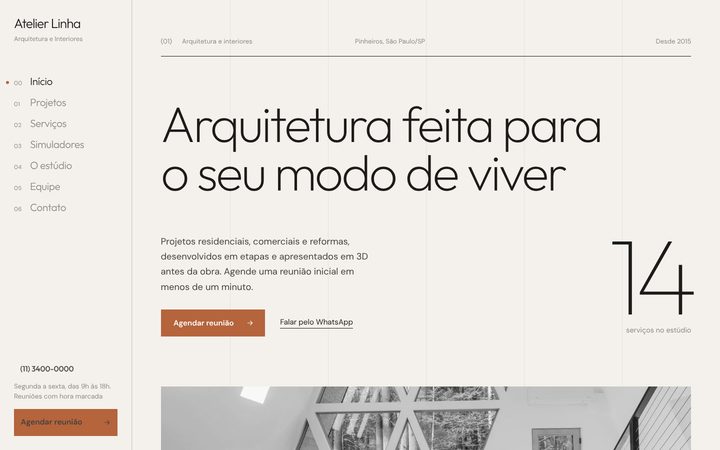 Atelier Linha
Arquitetura e Interiores
00 Início
01 Projetos
02 Serviços
03 Simuladores
04 O estúdio
05 Equipe
06 Contato
(11) 3400-0000
Segunda a sexta, das 9h às 18h.
Reuniões com hora marcada
Agendar reunião →
(01) Arquitetura e interiores
Pinheiros, São Paulo/SP
Desde 2015
Arquitetura feita para
o seu modo de viver
Projetos residenciais, comerciais e reformas,
desenvolvidos em etapas e apresentados em 3D
antes da obra. Agende uma reunião inicial em
menos de um minuto.
Agendar reunião →
Falar pelo WhatsApp
14
serviços no estúdio